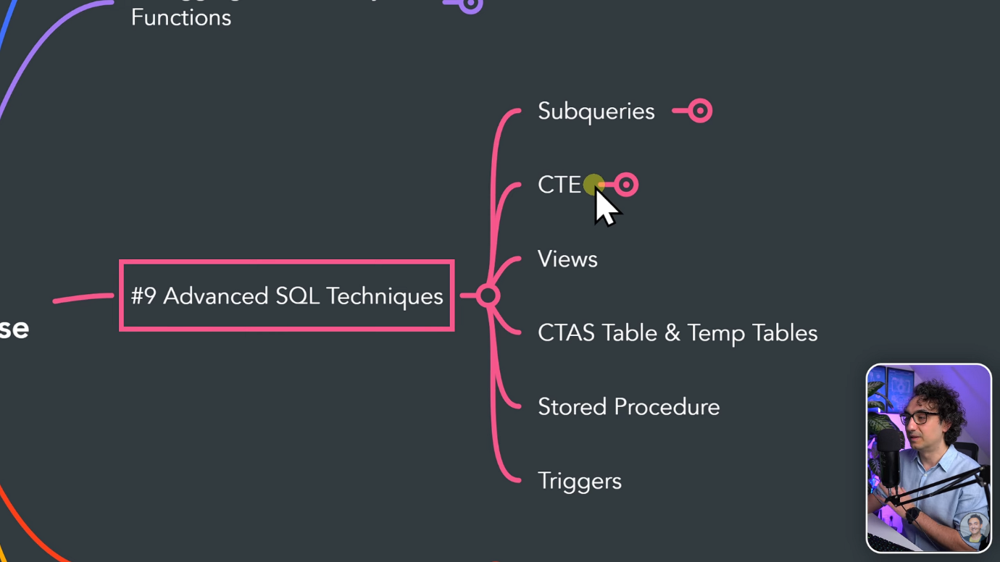 Functions
Subqueries
CTE
Views
#9 Advanced SQL Techniques
se
CTAS Table & Temp Tables
Stored Procedure
Triggers